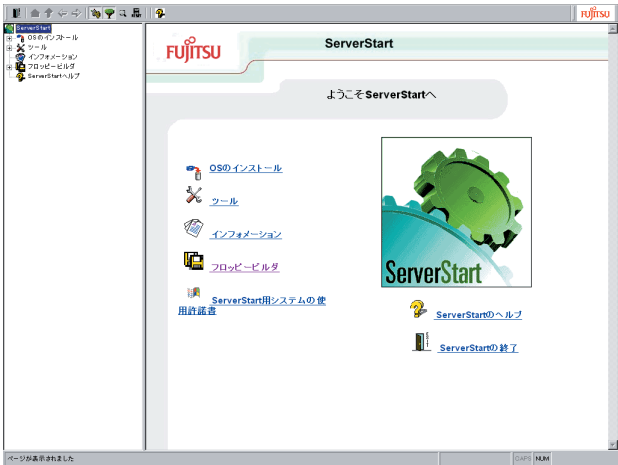 FUJITSU
ServerStart
OSのインストール
ツール
インフォメーション
フロッピービルダ
ServerStartヘルプ
FUJITSU
ServerStart
ようこそServerStartへ
OSのインストール
ツール
インフォメーション
フロッピービルダ
ServerStart用システムの使
用許諾書
ServerStart
ServerStartのヘルプ
EXIT
ServerStartの終了
ページが表示されました
CAPS
NUM